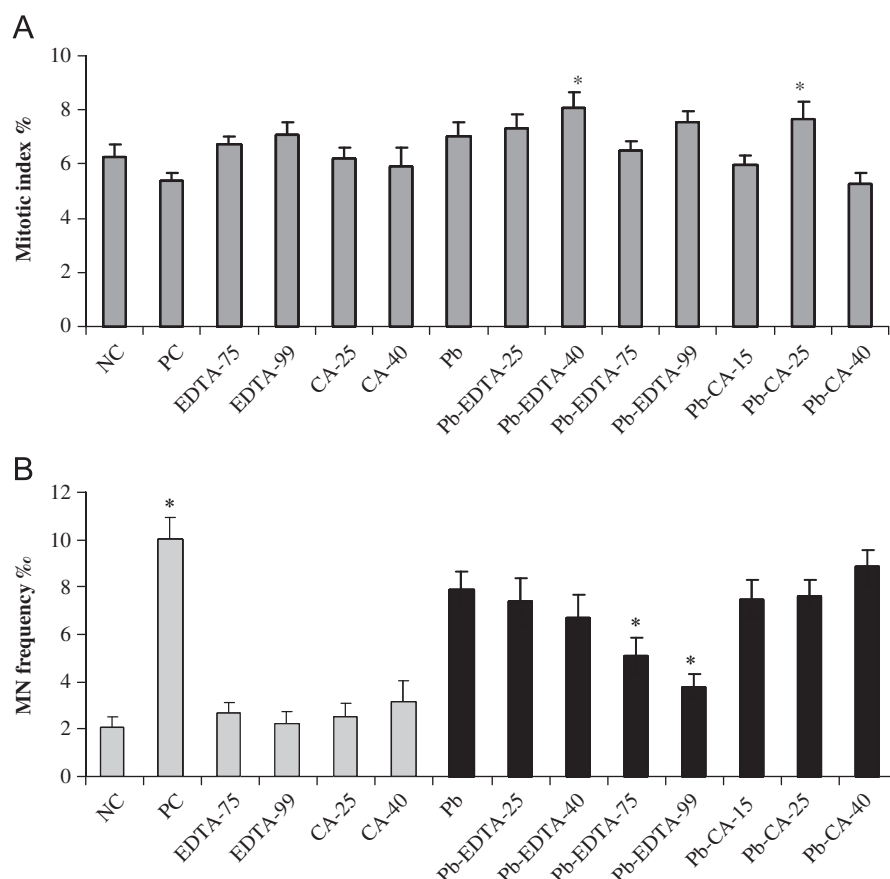 A
Mitotic index %
10
8
6
4
2
0
*
*
NC
PC
EDTA-75
EDTA-99
CA-25
CA-40
Pb
Pb-EDTA-25
Pb-EDTA-40
Pb-EDTA-75
Pb-EDTA-99
Pb-CA-15
Pb-CA-25
Pb-CA-40
B
MN frequency ‰
12
10
8
6
4
2
0
*
*
*
NC
PC
EDTA-75
EDTA-99
CA-25
CA-40
Pb
Pb-EDTA-25
Pb-EDTA-40
Pb-EDTA-75
Pb-EDTA-99
Pb-CA-15
Pb-CA-25
Pb-CA-40